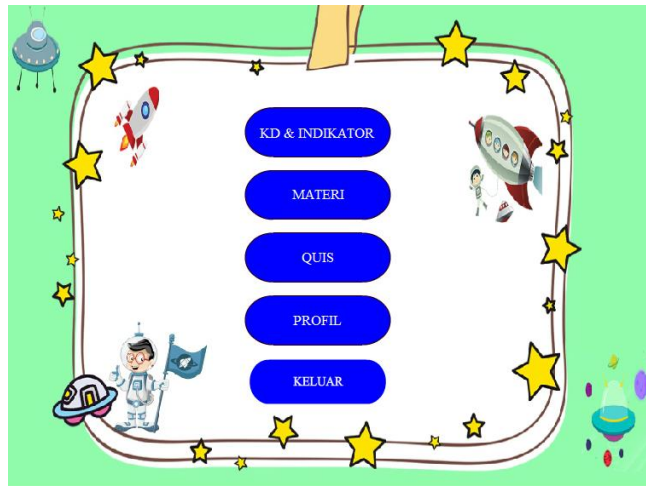 KD & INDIKATOR
MATERI
QUIS
PROFIL
KELUAR